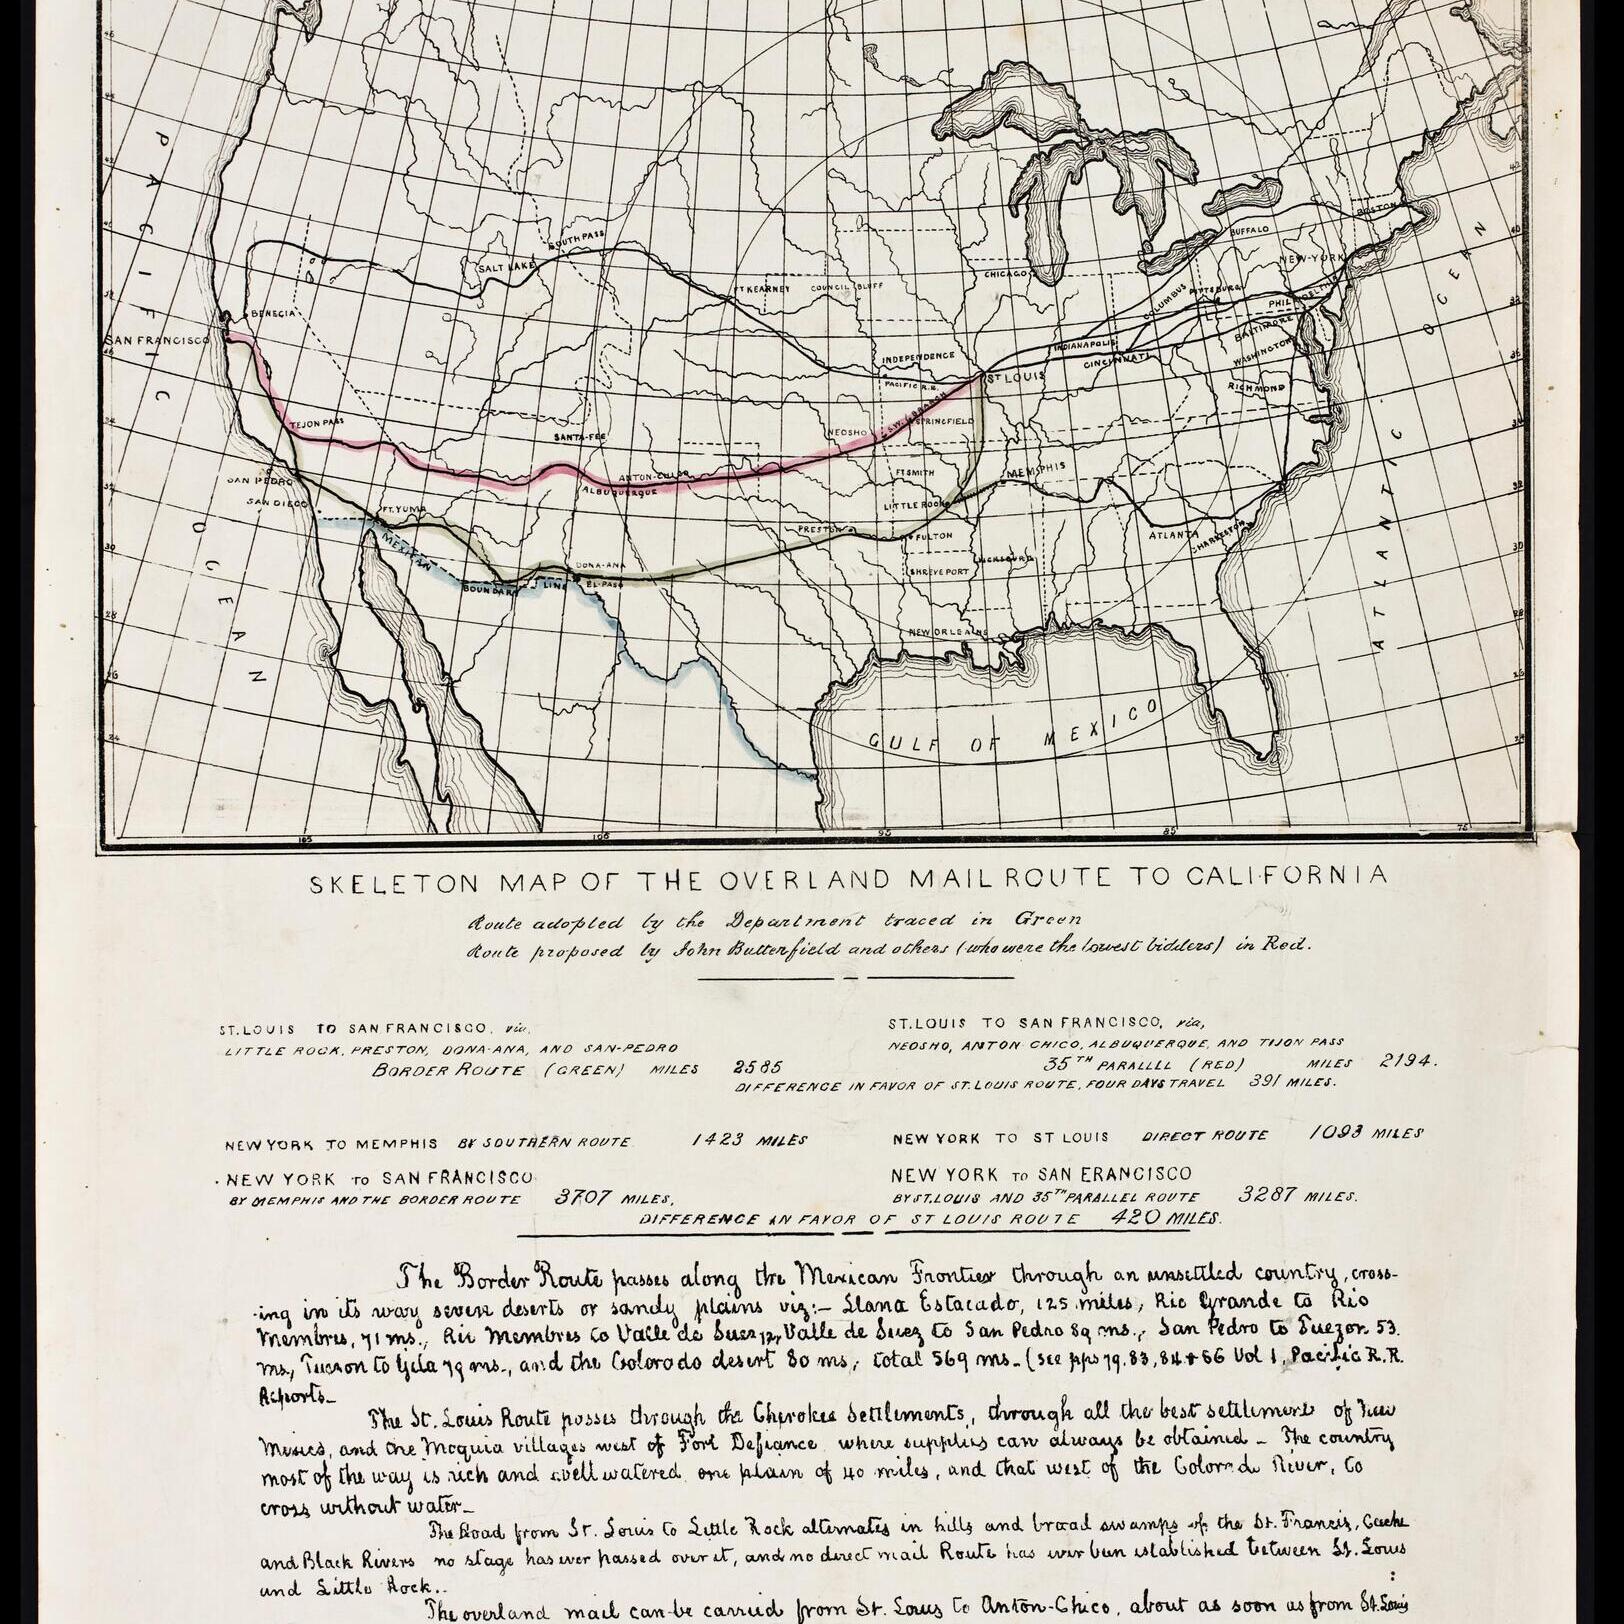 PACIFIC OCEAN
ATLANTIC OCEAN
GULF OF MEXICO
SOUTH PASS
SALT LAKE
FT KEARNEY
COUNCIL BLUFF
CHICAGO
BUFFALO
BOSTON
NEW-YORK
COLUMBUS
PITTSBURG
PHILADELPHIA
BALTIMORE
WASHINGTON
RICHMOND
INDIANAPOLIS
CINCINNATI
BENECIA
SAN FRANCISCO
INDEPENDENCE
PACIFIC R.R.
ST LOUIS
S.W. BRANCH
SPRINGFIELD
NEOSHO
TEJON PASS
SANTA-FEE
ANTON-CHICO
ALBUQUERQUE
FT SMITH
MEMPHIS
LITTLE ROCK
SAN PEDRO
SAN DIEGO
FT. YUMA
PRESTON
FULTON
ATLANTA
CHARLESTON
MEXICAN BOUNDARY LINE
DONA-ANA
EL-PASO
SHREVEPORT
VICKSBURG
NEW ORLEANS
105 100 95 85 75
SKELETON MAP OF THE OVERLAND MAIL ROUTE TO CALIFORNIA
Route adopted by the Department traced in Green
Route proposed by John Butterfield and others (who were the lowest bidders) in Red.
ST. LOUIS TO SAN FRANCISCO, via,
LITTLE ROCK, PRESTON, DONA-ANA, AND SAN-PEDRO
BORDER ROUTE (GREEN) MILES 2585
ST. LOUIS TO SAN FRANCISCO, via,
NEOSHO, ANTON CHICO, ALBUQUERQUE, AND TIJON PASS
35TH PARALLL (RED) MILES 2194.
DIFFERENCE IN FAVOR OF ST. LOUIS ROUTE, FOUR DAYS TRAVEL 391 MILES.
NEW YORK TO MEMPHIS BY SOUTHERN ROUTE 1423 MILES
NEW YORK TO ST LOUIS DIRECT ROUTE 1093 MILES
NEW YORK TO SAN FRANCISCO
BY MEMPHIS AND THE BORDER ROUTE 3707 MILES,
NEW YORK TO SAN ERANCISCO
BY ST. LOUIS AND 35TH PARALLEL ROUTE 3287 MILES.
DIFFERENCE IN FAVOR OF ST LOUIS ROUTE 420 MILES.
The Border Route passes along the Mexican Frontier through an unsettled country, cross-
ing in its way seven deserts or sandy plains viz:- Llana Estacado, 125 miles, Rio Grande to Rio
Membres, 71 ms., Rio Membres to Valle de Suez 12, Valle de Suez to San Pedro 89 ms., San Pedro to Tuezon 53.
ms., Tucson to Gila 79 ms., and the Colorodo desert 80 ms, total 569 ms. (see pps 79, 83, 84 + 86 Vol 1, Pacific R.R.
Reports.
The St. Louis Route passes through the Cherokee Settlements, through all the best settlements of New
Mexico, and the Moquia villages west of Fort Defiance where supplies can always be obtained - The country
most of the way is rich and well watered one plain of 40 miles, and that west of the Colorado River, to
cross without water_
The Road from St. Louis to Little Rock alternates in hills and broad swamps of the St. Francis, Cache
and Black Rivers no stage has ever passed over it, and no direct mail Route has ever been established between St. Louis
and Little Rock..
The overland mail can be carried from St. Louis to Anton-Chico, about as soon as from St. Louis